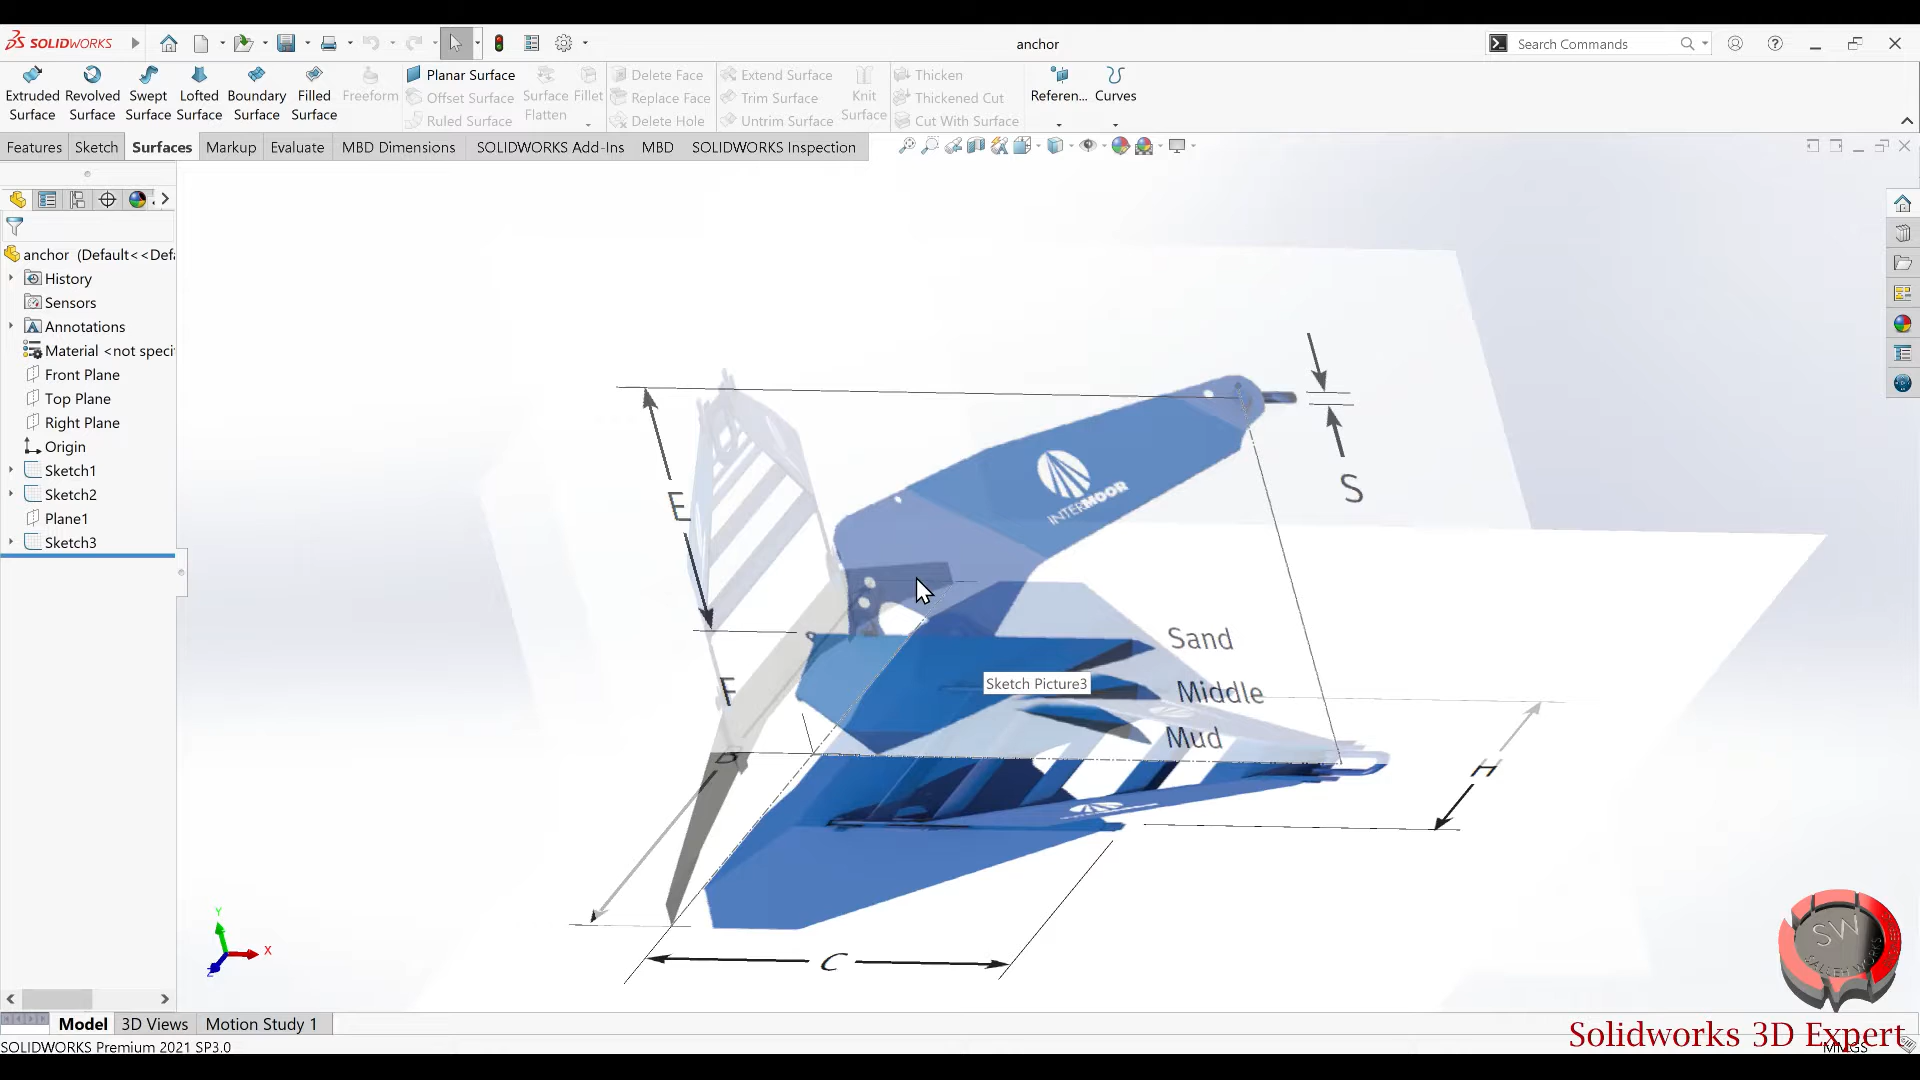 SOLIDWORKS
anchor
Search Commands
Extruded Surface
Revolved Surface
Swept Surface
Lofted Surface
Boundary Surface
Filled Surface
Freeform
Planar Surface
Offset Surface
Ruled Surface
Surface Flatten
Fillet
Delete Face
Replace Face
Delete Hole
Extend Surface
Trim Surface
Untrim Surface
Knit Surface
Thicken
Thickened Cut
Cut With Surface
Referen...
Curves
Features
Sketch
Surfaces
Markup
Evaluate
MBD Dimensions
SOLIDWORKS Add-Ins
MBD
SOLIDWORKS Inspection
anchor (Default<<Def
History
Sensors
Annotations
Material <not speci
Front Plane
Top Plane
Right Plane
Origin
Sketch1
Sketch2
Plane1
Sketch3
E
S
INTERMOOR
Sand
Sketch Picture3
F
Middle
Mud
B
H
C
Y
X
Z
SW
Model
3D Views
Motion Study 1
Solidworks 3D Expert
SOLIDWORKS Premium 2021 SP3.0
MMGS